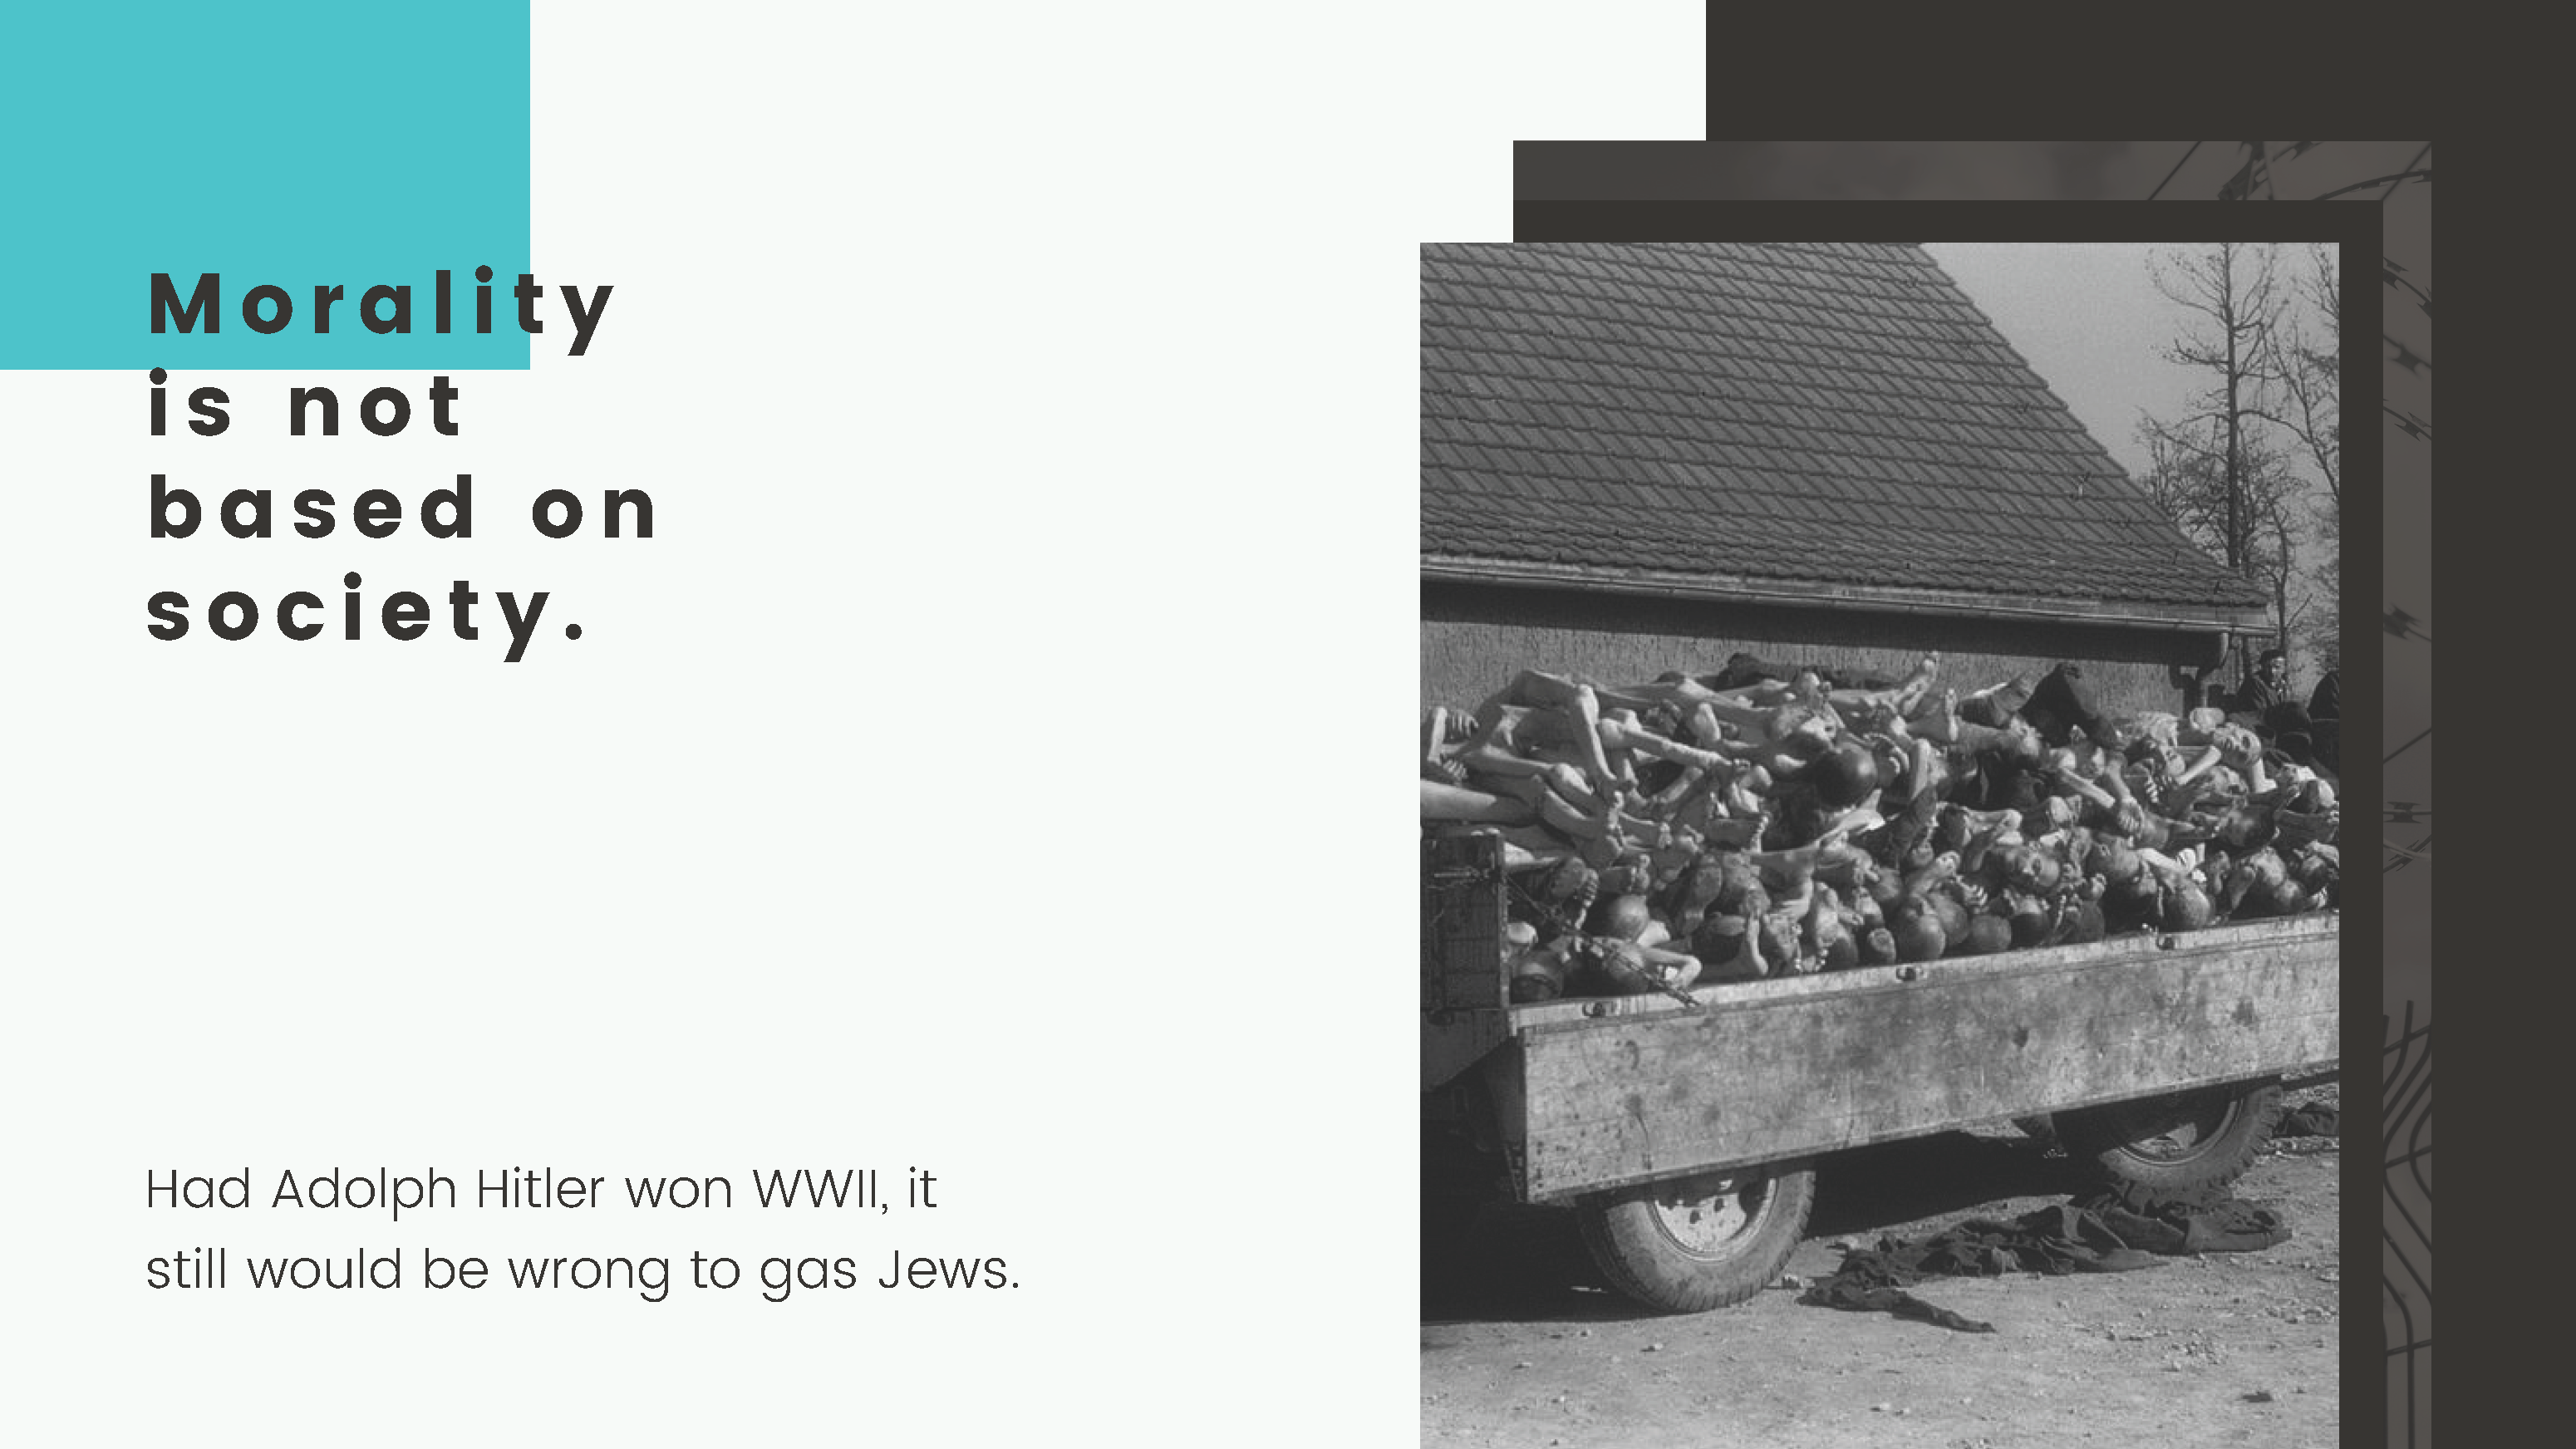 Morality
is not
based on
society.
Had Adolph Hitler won WWII, it
still would be wrong to gas Jews.